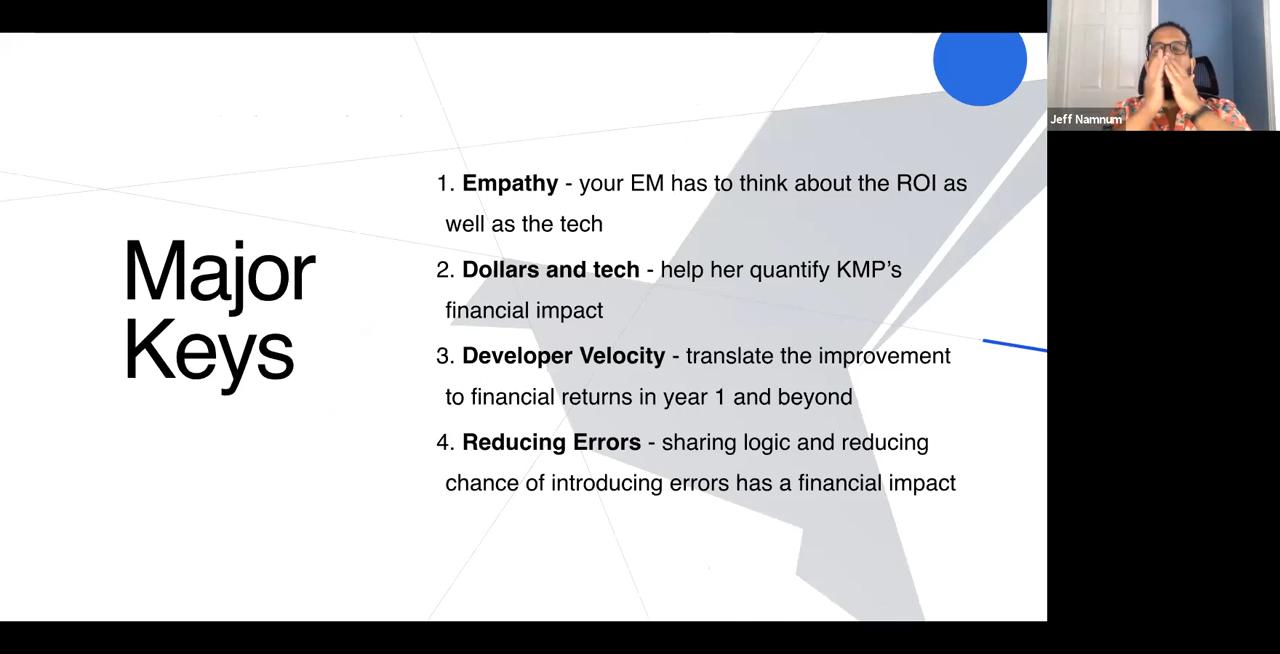 Major
Keys
1. Empathy - your EM has to think about the ROI as
well as the tech
2. Dollars and tech - help her quantify KMP’s
financial impact
3. Developer Velocity - translate the improvement
to financial returns in year 1 and beyond
4. Reducing Errors - sharing logic and reducing
chance of introducing errors has a financial impact
Jeff Namnum